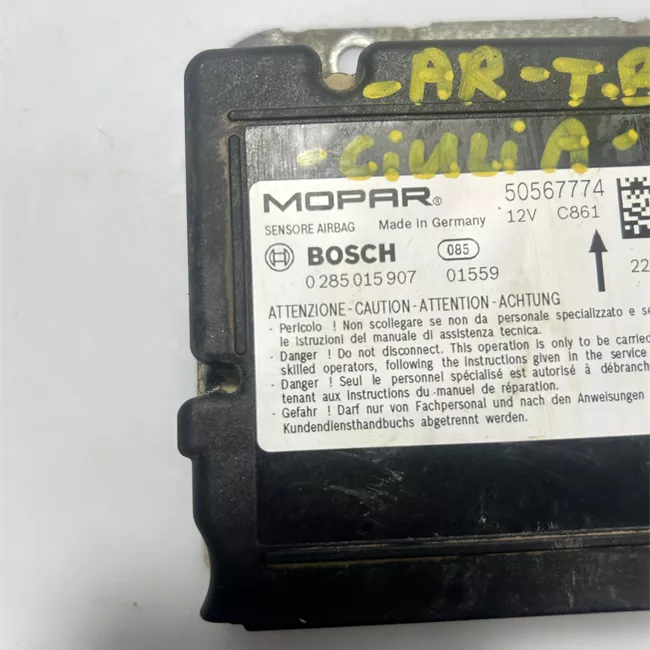 -AR-T.B
-GiULiA-
MOPAR® 50567774
SENSORE AIRBAG Made in Germany 12V C861
BOSCH 085
0 285 015 907 01559 22
ATTENZIONE - CAUTION - ATTENTION - ACHTUNG
- Pericolo ! Non scollegare se non da personale specializzato e se
le istruzioni del manuale di assistenza tecnica.
- Danger ! Do not disconnect. This operation is only to be carried
skilled operators, following the instructions given in the service
- Danger ! Seul le personnel spécialisé est autorisé à débranch
tenant aux instructions du manuel de réparation.
- Gefahr ! Darf nur von Fachpersonal und nach den Anweisungen
Kundendiensthandbuchs abgetrennt werden.